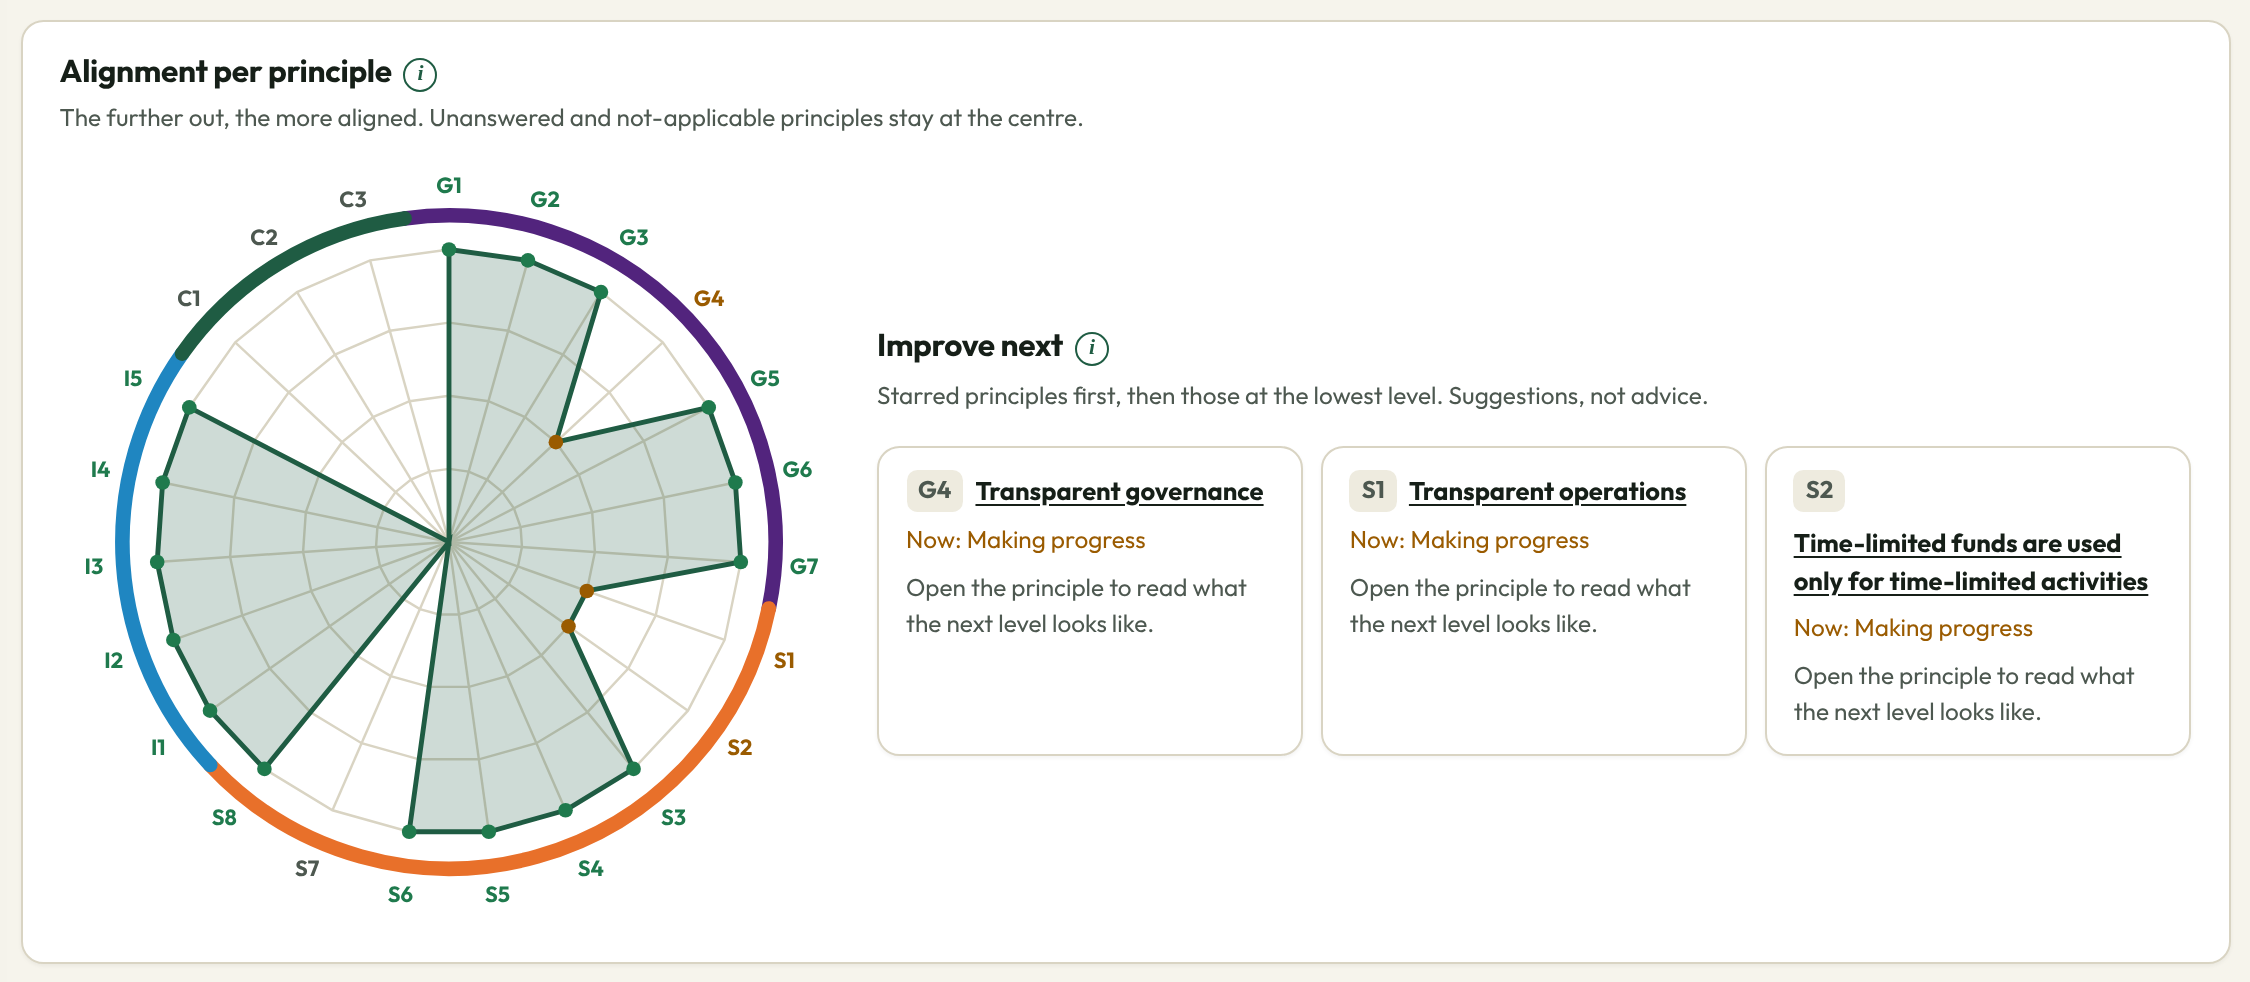 Alignment per principle i
The further out, the more aligned. Unanswered and not-applicable principles stay at the centre.
G1
G2
G3
G4
G5
G6
G7
S1
S2
S3
S4
S5
S6
S7
S8
I1
I2
I3
I4
I5
C1
C2
C3
Improve next i
Starred principles first, then those at the lowest level. Suggestions, not advice.
G4 Transparent governance
Now: Making progress
Open the principle to read what
the next level looks like.
S1 Transparent operations
Now: Making progress
Open the principle to read what
the next level looks like.
S2
Time-limited funds are used
only for time-limited activities
Now: Making progress
Open the principle to read what
the next level looks like.